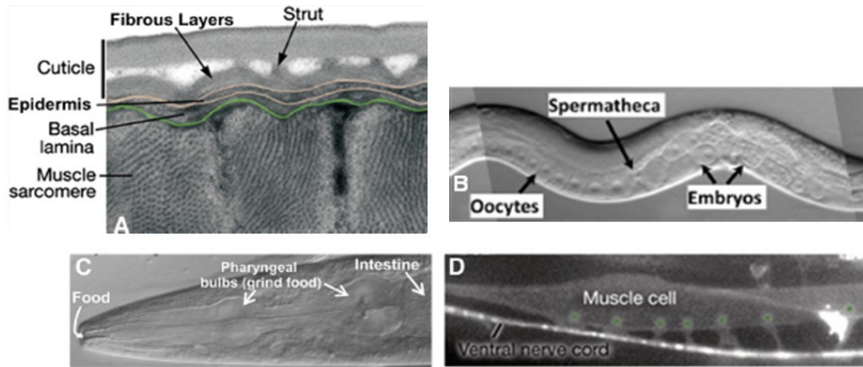 Fibrous Layers
Strut
Cuticle
Epidermis
Basal
lamina
Muscle
sarcomere
A
Spermatheca
Oocytes
Embryos
B
C
Pharyngeal
bulbs (grind food)
Intestine
Food
D
Muscle cell
Ventral nerve cord